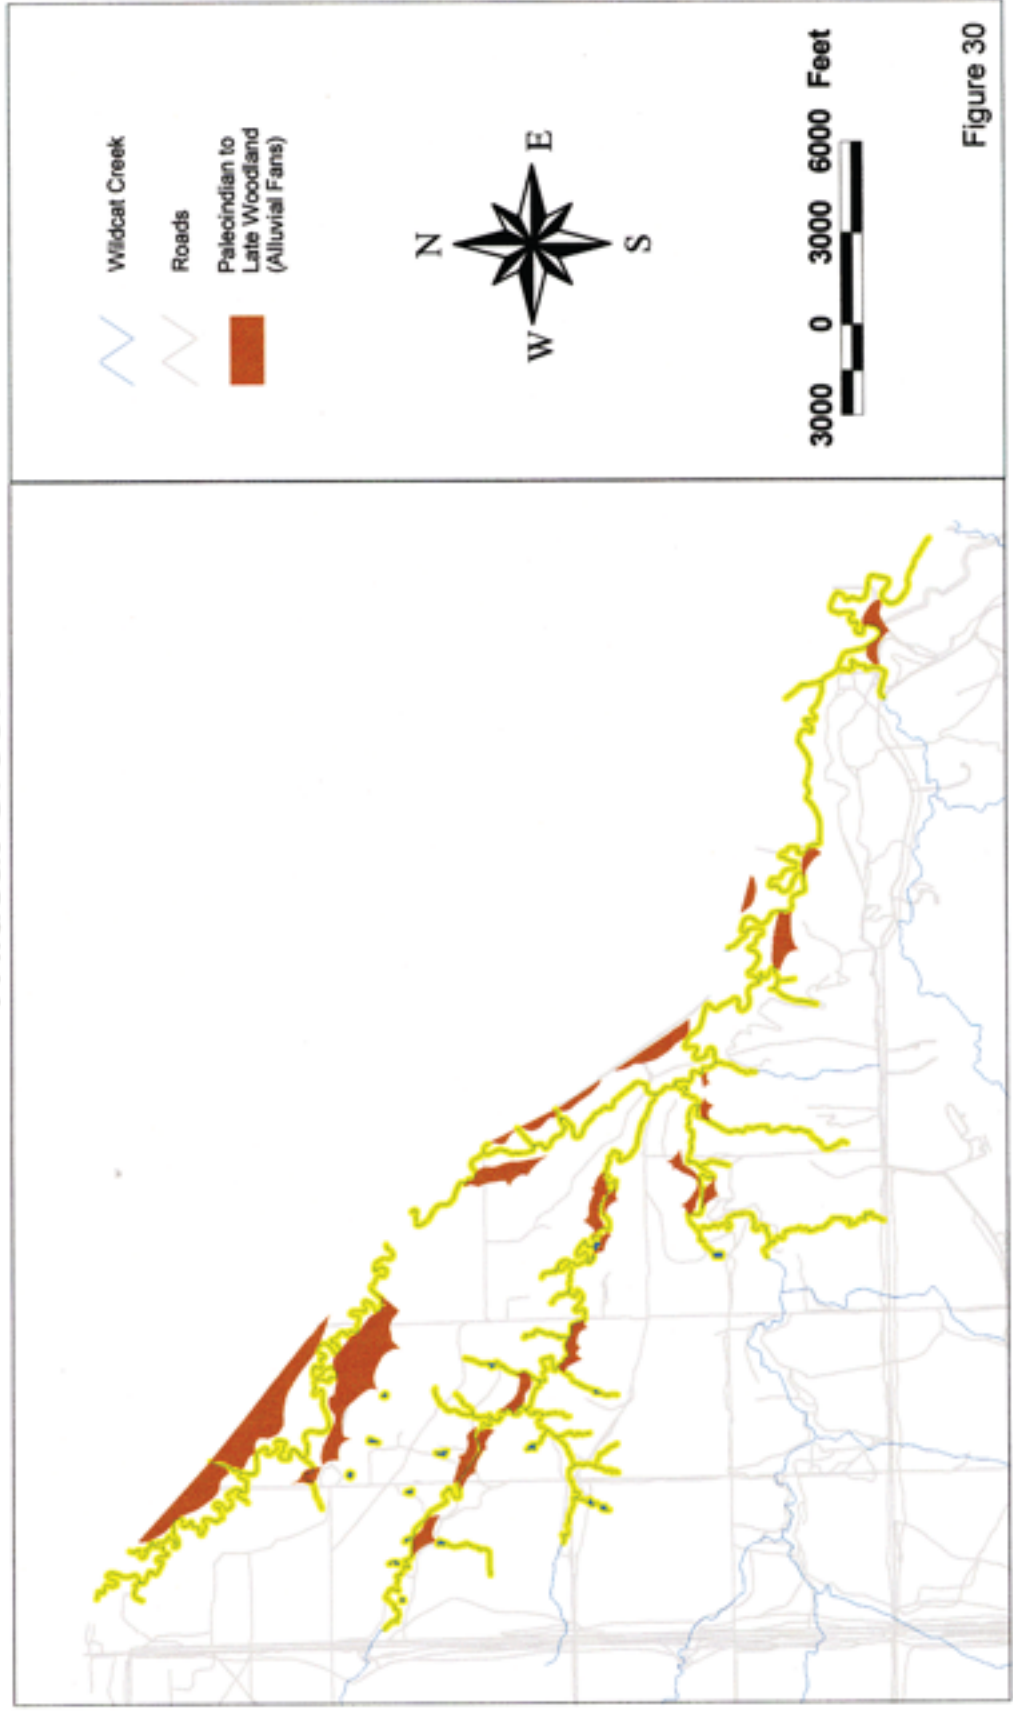 Wildcat Creek
Roads
Paleoindian to
Late Woodland
(Alluvial Fans)
N
W E
S
3000 0 3000 6000 Feet
Figure 30